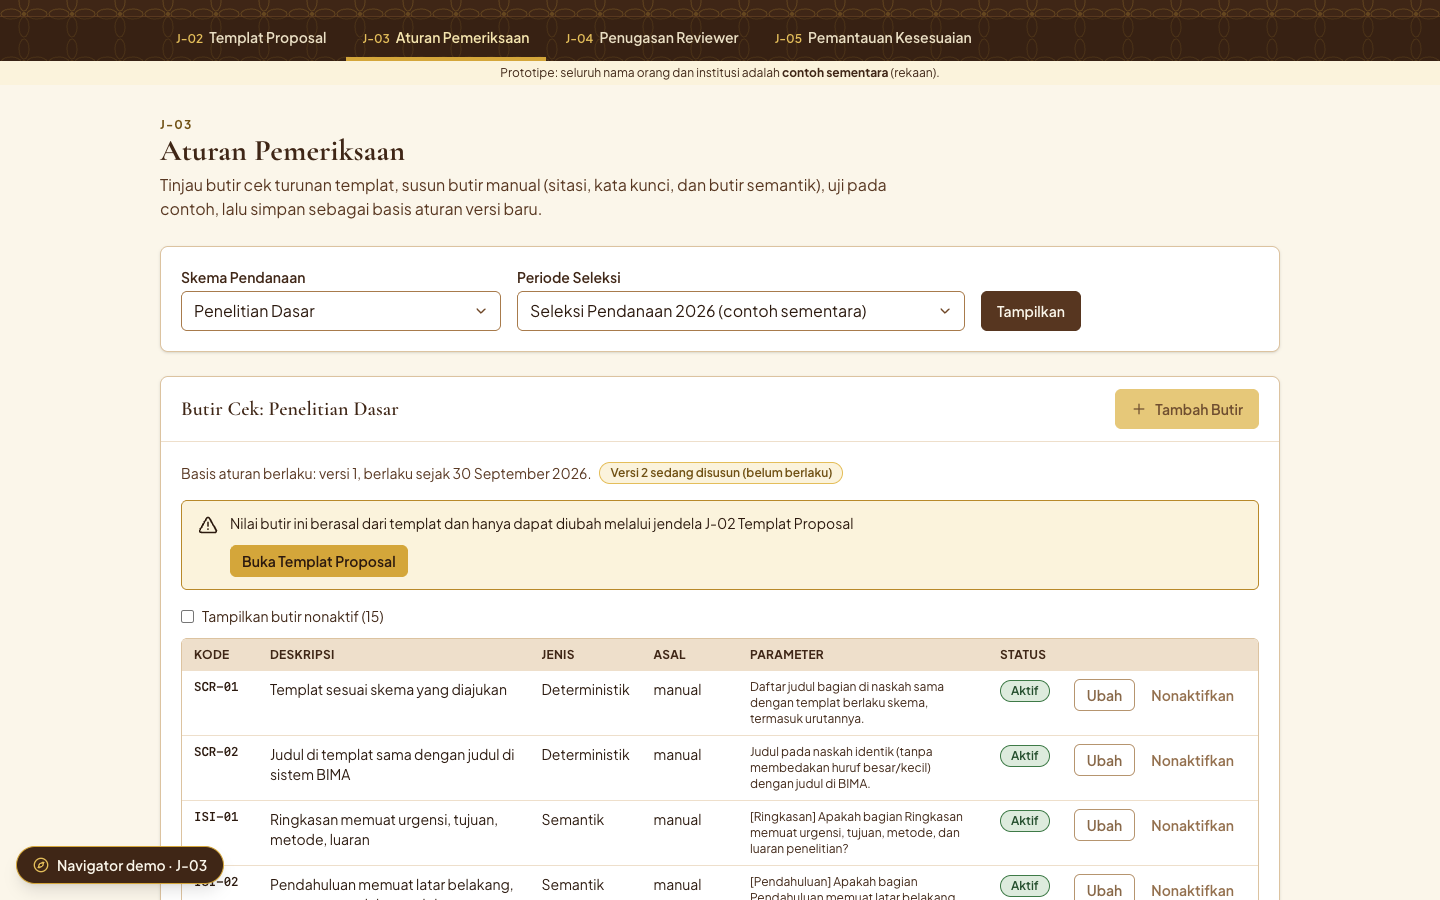 J-02 Templat Proposal J-03 Aturan Pemeriksaan J-04 Penugasan Reviewer J-05 Pemantauan Kesesuaian
Prototipe: seluruh nama orang dan institusi adalah contoh sementara (rekaan).
J-03
Aturan Pemeriksaan
Tinjau butir cek turunan templat, susun butir manual (sitasi, kata kunci, dan butir semantik), uji pada
contoh, lalu simpan sebagai basis aturan versi baru.
Skema Pendanaan
Penelitian Dasar
Periode Seleksi
Seleksi Pendanaan 2026 (contoh sementara)
Tampilkan
Butir Cek: Penelitian Dasar
Tambah Butir
Basis aturan berlaku: versi 1, berlaku sejak 30 September 2026. Versi 2 sedang disusun (belum berlaku)
Nilai butir ini berasal dari templat dan hanya dapat diubah melalui jendela J-02 Templat Proposal
Buka Templat Proposal
Tampilkan butir nonaktif (15)
KODE DESKRIPSI JENIS ASAL PARAMETER STATUS
SCR-01 Templat sesuai skema yang diajukan Deterministik manual Daftar judul bagian di naskah sama
dengan templat berlaku skema,
termasuk urutannya. Aktif Ubah Nonaktifkan
SCR-02 Judul di templat sama dengan judul di
sistem BIMA Deterministik manual Judul pada naskah identik (tanpa
membedakan huruf besar/kecil)
dengan judul di BIMA. Aktif Ubah Nonaktifkan
ISI-01 Ringkasan memuat urgensi, tujuan,
metode, luaran Semantik manual [Ringkasan] Apakah bagian Ringkasan
memuat urgensi, tujuan, metode, dan
luaran penelitian? Aktif Ubah Nonaktifkan
-02 Pendahuluan memuat latar belakang, Semantik manual [Pendahuluan] Apakah bagian
Pendahuluan memuat latar belakang, Aktif Ubah Nonaktifkan
Navigator demo · J-03